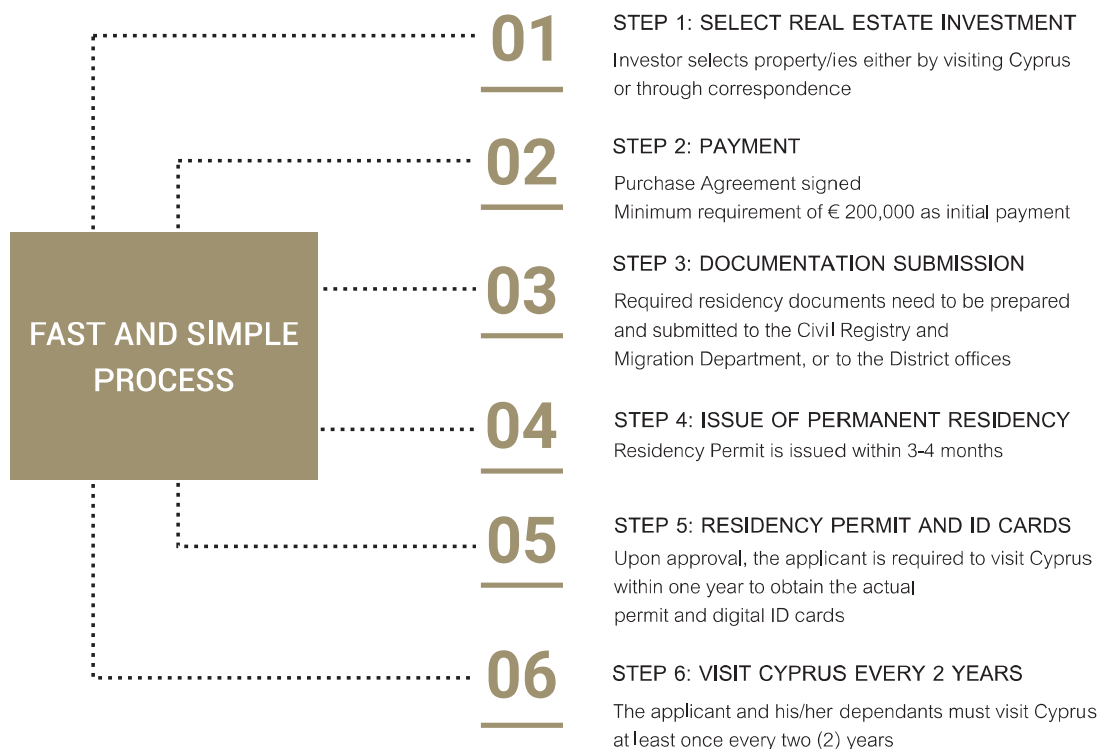 01
STEP 1: SELECT REAL ESTATE INVESTMENT
Investor selects property/ies either by visiting Cyprus
or through correspondence
02
STEP 2: PAYMENT
Purchase Agreement signed
Minimum requirement of € 200,000 as initial payment
03
STEP 3: DOCUMENTATION SUBMISSION
Required residency documents need to be prepared
and submitted to the Civil Registry and
Migration Department, or to the District offices
FAST AND SİMPLE
PROCESS
04
STEP 4: ISSUE OF PERMANENT RESIDENCY
Residency Permit is issued within 3-4 months
05
STEP 5: RESIDENCY PERMIT AND ID CARDS
Upon approval, the applicant is required to visit Cyprus
within one year to obtain the actual
permit and digital ID cards
06
STEP 6: VISIT CYPRUS EVERY 2 YEARS
The applicant and his/her dependants must visit Cyprus
at least once every two (2) years